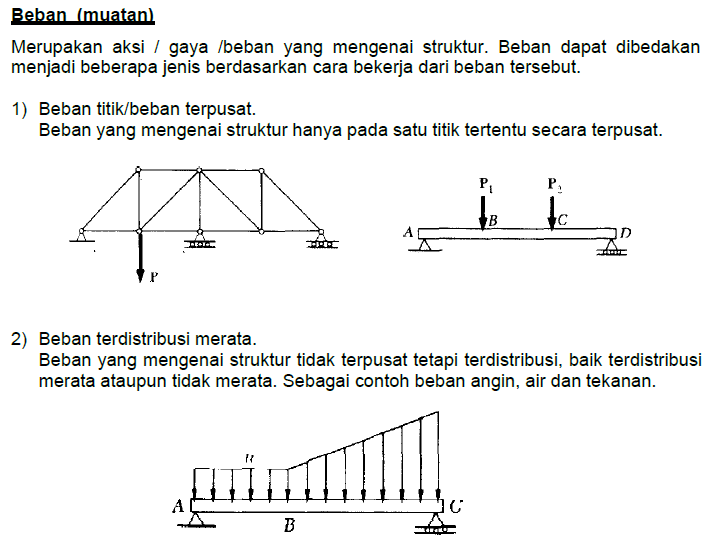 Beban (muatan)
Merupakan aksi / gaya /beban yang mengenai struktur. Beban dapat dibedakan
menjadi beberapa jenis berdasarkan cara bekerja dari beban tersebut.
1) Beban titik/beban terpusat.
Beban yang mengenai struktur hanya pada satu titik tertentu secara terpusat.
P₁ P₂
B C
A D
P
2) Beban terdistribusi merata.
Beban yang mengenai struktur tidak terpusat tetapi terdistribusi, baik terdistribusi
merata ataupun tidak merata. Sebagai contoh beban angin, air dan tekanan.
A C
B